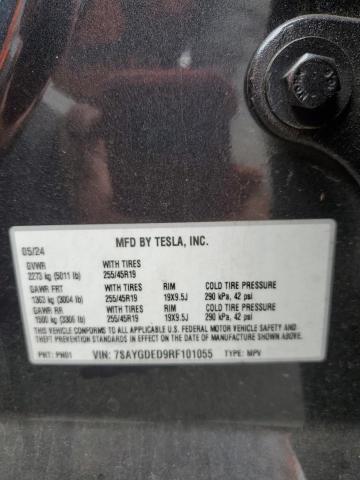 MFD BY TESLA, INC.
05/24
GVWR WITH TIRES
2273 kg (5011 lb) 255/45R19
GAWR FRT WITH TIRES RIM COLD TIRE PRESSURE
1363 kg (3004 lb) 255/45R19 19X9.5J 290 kPa, 42 psi
GAWR RR WITH TIRES RIM COLD TIRE PRESSURE
1500 kg (3306 lb) 255/45R19 19X9.5J 290 kPa, 42 psi
THIS VEHICLE CONFORMS TO ALL APPLICABLE U.S. FEDERAL MOTOR VEHICLE
SAFETY, BUMPER, AND THEFT PREVENTION STANDARDS IN EFFECT ON THE
DATE OF MANUFACTURE SHOWN ABOVE.
PNT: PN01 VIN: 7SAYGDED9RF101055 TYPE: MPV